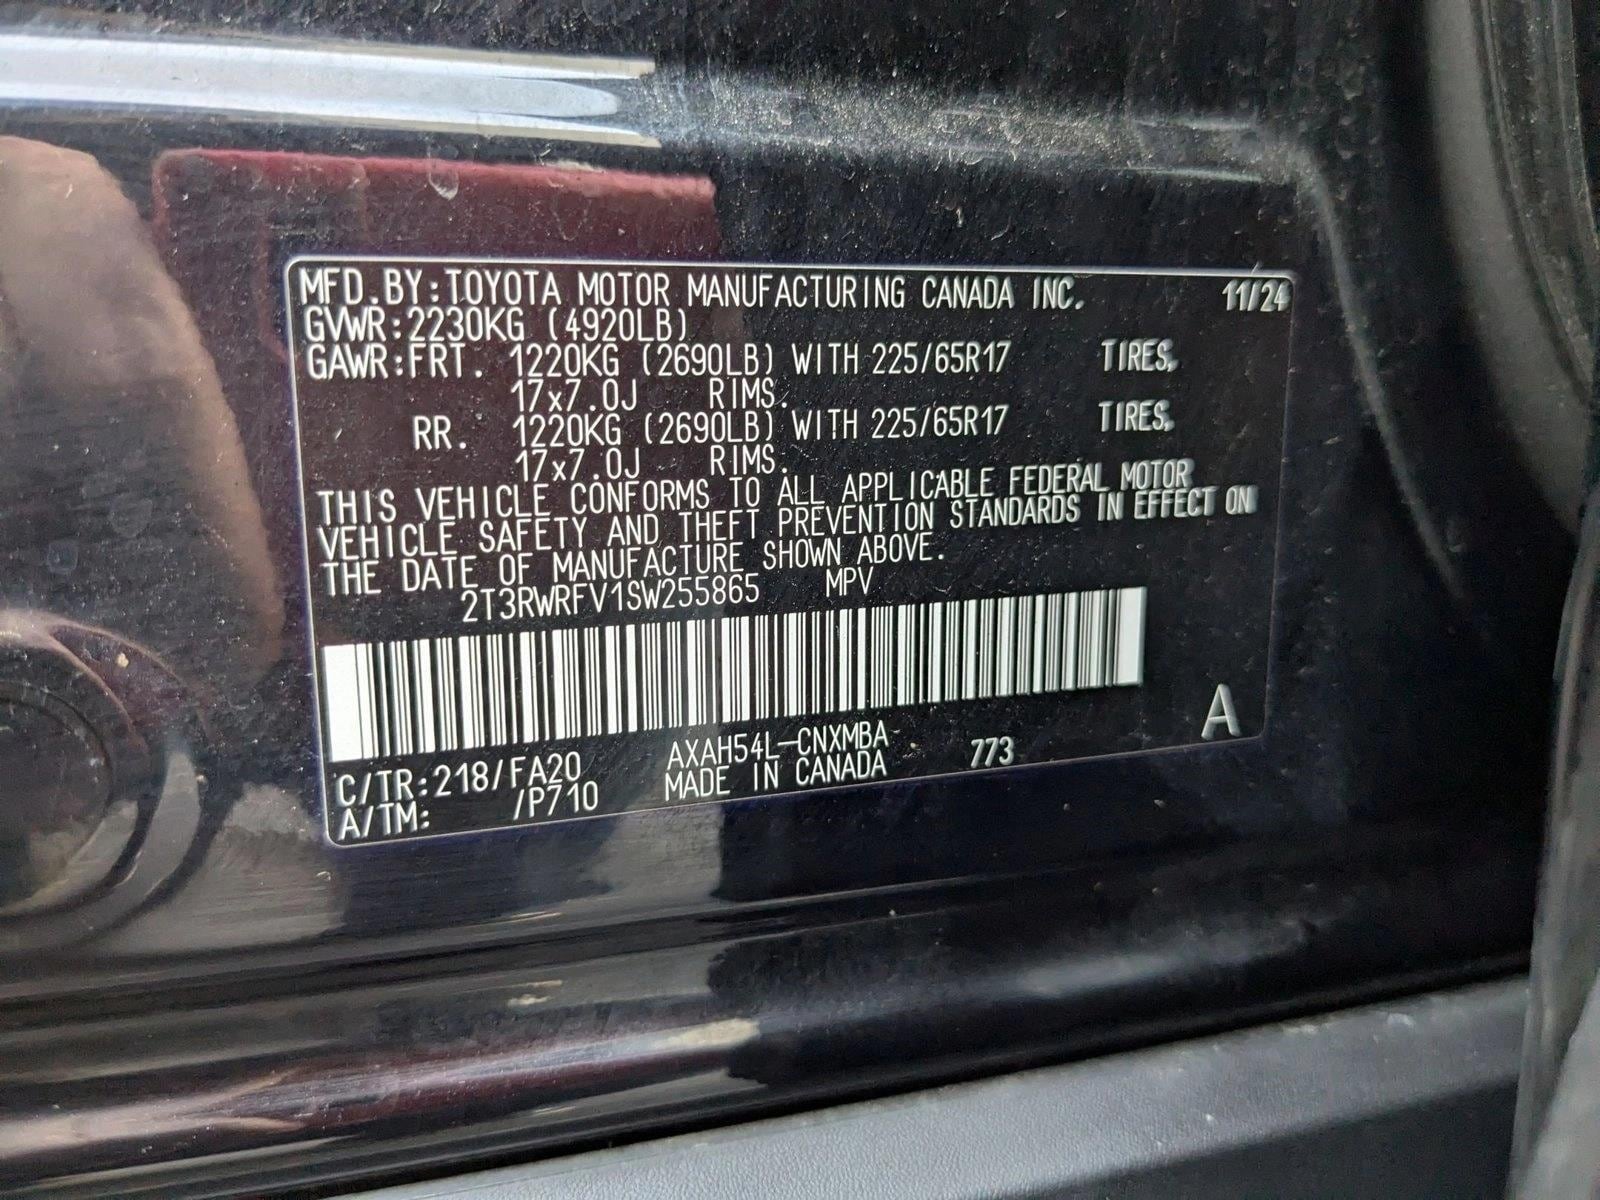 MFD.BY:TOYOTA MOTOR MANUFACTURING CANADA INC. 11/24
GVWR:2230KG (4920LB)
GAWR:FRT. 1220KG (2690LB) WITH 225/65R17 TIRES,
17x7.0J RIMS.
RR. 1220KG (2690LB) WITH 225/65R17 TIRES,
17x7.0J RIMS.
THIS VEHICLE CONFORMS TO ALL APPLICABLE FEDERAL MOTOR
VEHICLE SAFETY AND THEFT PREVENTION STANDARDS IN EFFECT ON
THE DATE OF MANUFACTURE SHOWN ABOVE.
2T3RWRFV1SW255865 MPV
C/TR:218/FA20 AXAH54L-CNXMBA 773 A
A/TM: /P710 MADE IN CANADA